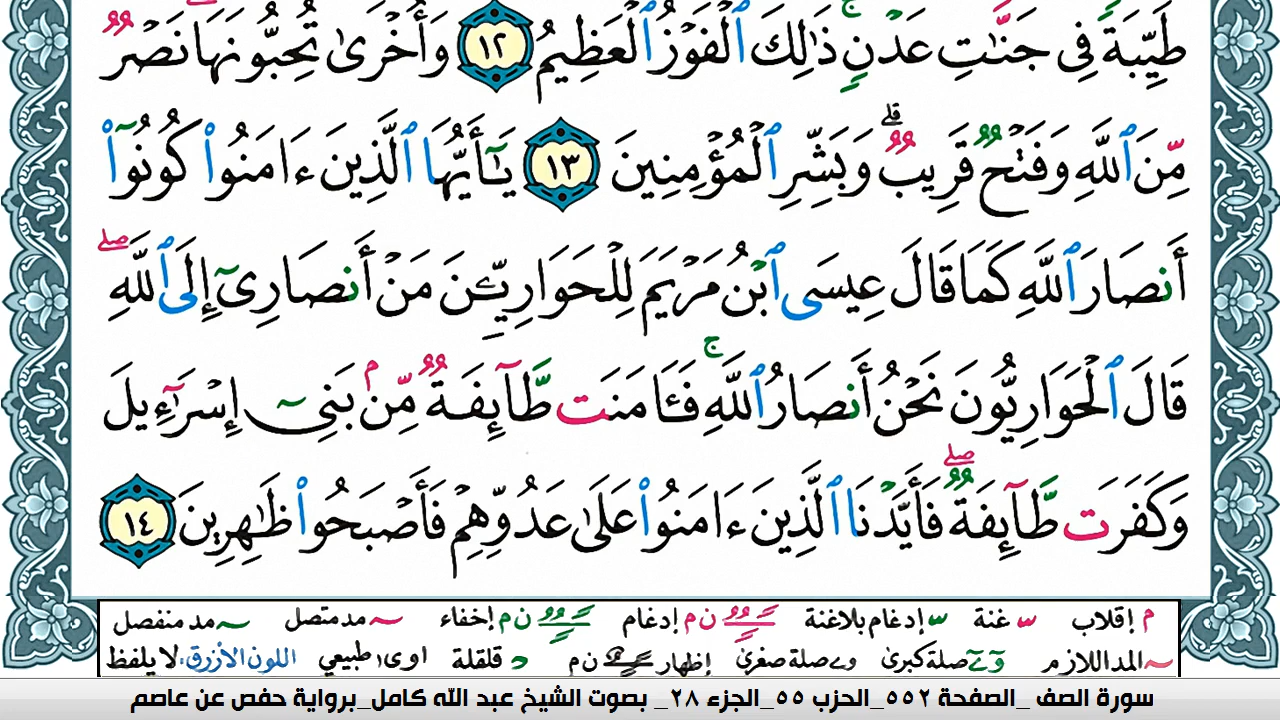 طَيِّبَةً فِى جَنَّـٰتِ عَدْنٍ ذَٰلِكَ ٱلْفَوْزُ ٱلْعَظِيمُ ١٢ وَأُخْرَىٰ تُحِبُّونَهَا نَصْرٌ
مِّنَ ٱللَّهِ وَفَتْحٌ قَرِيبٌ ۗ وَبَشِّرِ ٱلْمُؤْمِنِينَ ١٣ يَـٰٓأَيُّهَا ٱلَّذِينَ ءَامَنُوا۟ كُونُوٓا۟
أَنصَارَ ٱللَّهِ كَمَا قَالَ عِيسَى ٱبْنُ مَرْيَمَ لِلْحَوَارِيِّـۧنَ مَنْ أَنصَارِىٓ إِلَى ٱللَّهِ ۖ
قَالَ ٱلْحَوَارِيُّونَ نَحْنُ أَنصَارُ ٱللَّهِ ۚ فَـَٔامَنَت طَّآئِفَةٌ مِّنۢ بَنِىٓ إِسْرَٰٓءِيلَ
وَكَفَرَت طَّآئِفَةٌ ۖ فَأَيَّدْنَا ٱلَّذِينَ ءَامَنُوا۟ عَلَىٰ عَدُوِّهِمْ فَأَصْبَحُوا۟ ظَـٰهِرِينَ ١٤
م إقلاب غنة إدغام بلاغنة ن م إدغام ن م إخفاء مد متصل مد منفصل
المد اللازم صلة كبرى صلة صغرى إظهار ن م قلقلة اوى طبيعي اللون الأزرق: لا يلفظ
سورة الصف _الصفحة ٥٥٢_الحزب ٥٥_الجزء ٢٨_ بصوت الشيخ عبد الله كامل_برواية حفص عن عاصم